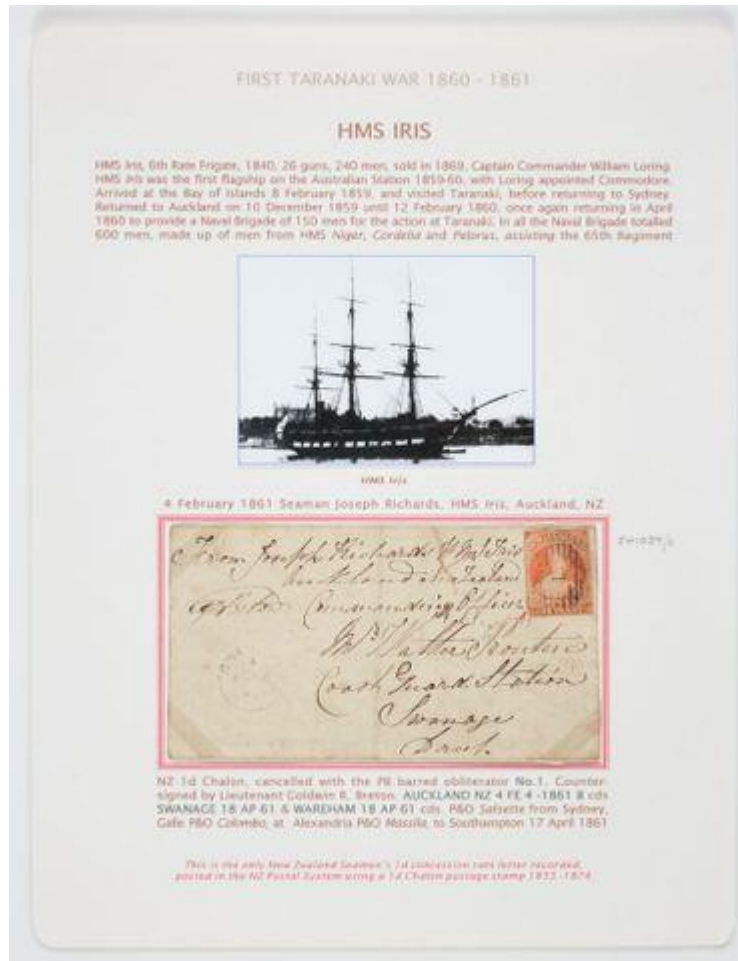 FIRST TARANAKI WAR 1860 - 1861
HMS IRIS
HMS Iris, 6th Rate Frigate, 1840, 26 guns, 240 men, sold in 1869, Captain Commander William Loring
HMS Iris was the first flagship on the Australian Station 1859-60, with Loring appointed Commodore
Arrived at the Bay of Islands 8 February 1859, and visited Taranaki, before returning to Sydney
Returned to Auckland on 10 December 1859 until 12 February 1860, once again returning in April
1860 to provide a Naval Brigade of 150 men for the action at Taranaki. In all the Naval Brigade totalled
600 men, made up of men from HMS Niger, Cordelia and Pelorus, assisting the 65th Regiment
HMS Iris
4 February 1861 Seaman Joseph Richards, HMS Iris, Auckland, NZ
From Joseph Richards HMS Iris
Auckland New Zealand
Commanding Officer
Mr Walter
Coast Guard Station
Swanage
NZ 1d Chalon, cancelled with the PB barred obliterator No.1. Counter-
signed by Lieutenant Goldwin R. Breton. AUCKLAND NZ 4 FE 4 -1861 B cds
SWANAGE 18 AP 61 & WAREHAM 18 AP 61 cds. P&O Salsette from Sydney,
Galle P&O Colombo, at Alexandria P&O Massilia, to Southampton 17 April 1861
This is the only New Zealand Seaman's 1d concession rate letter recorded,
posted in the NZ Postal System using a 1d Chalon postage stamp 1855-1874